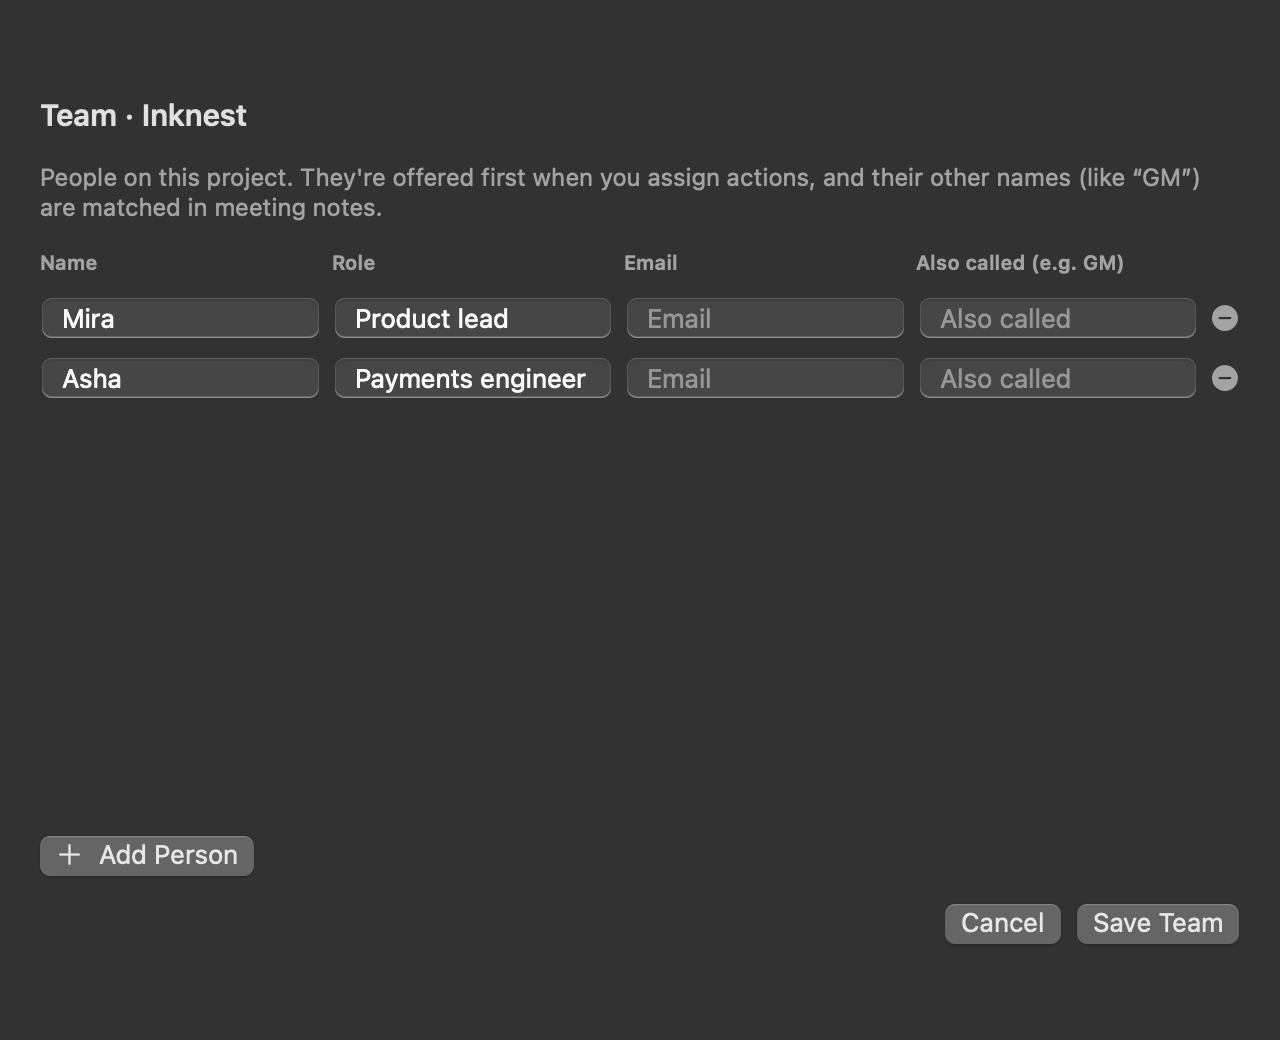 Team · Inknest
People on this project. They're offered first when you assign actions, and their other names (like “GM”)
are matched in meeting notes.
Name Role Email Also called (e.g. GM)
Mira Product lead Email Also called
Asha Payments engineer Email Also called
Add Person
Cancel Save Team